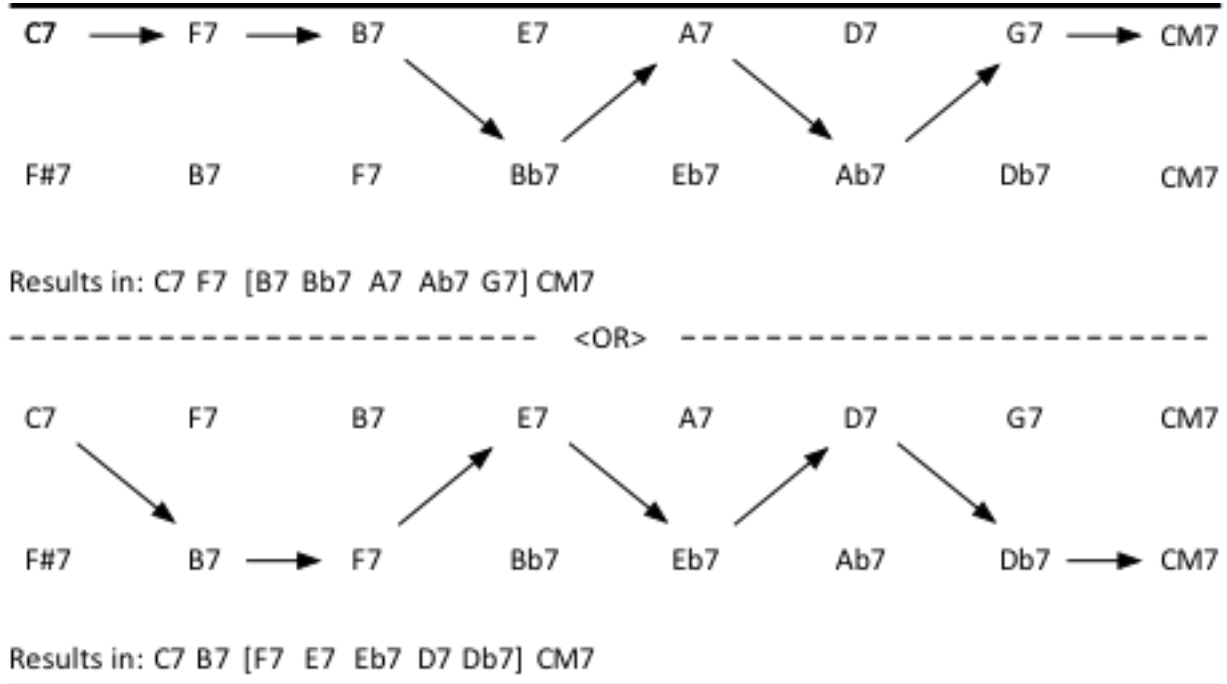 C7 F7 B7 E7 A7 D7 G7 CM7
F#7 B7 F7 Bb7 Eb7 Ab7 Db7 CM7
Results in: C7 F7 [B7 Bb7 A7 Ab7 G7] CM7
<OR>
C7 F7 B7 E7 A7 D7 G7 CM7
F#7 B7 F7 Bb7 Eb7 Ab7 Db7 CM7
Results in: C7 B7 [F7 E7 Eb7 D7 Db7] CM7